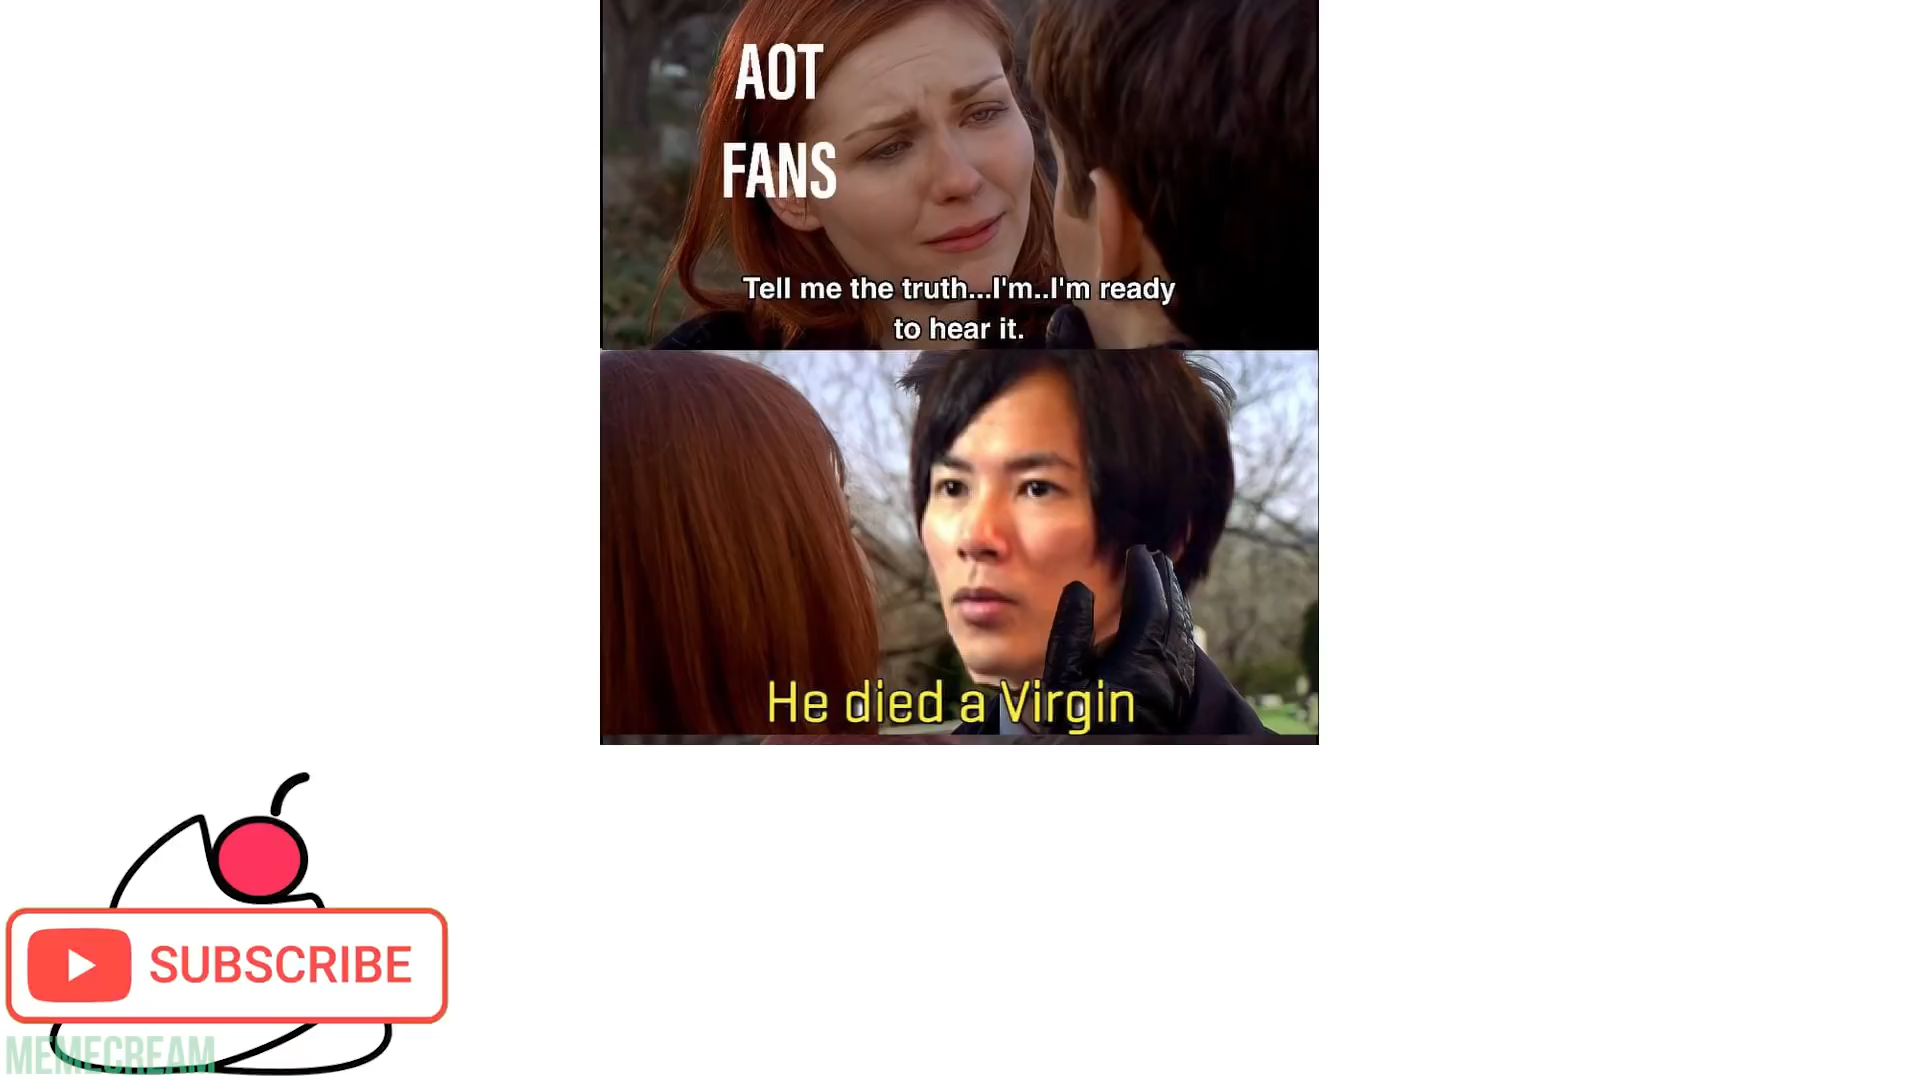 AOT
FANS
Tell me the truth...I'm..I'm ready
to hear it.
He died a Virgin
SUBSCRIBE
MEMECREAM